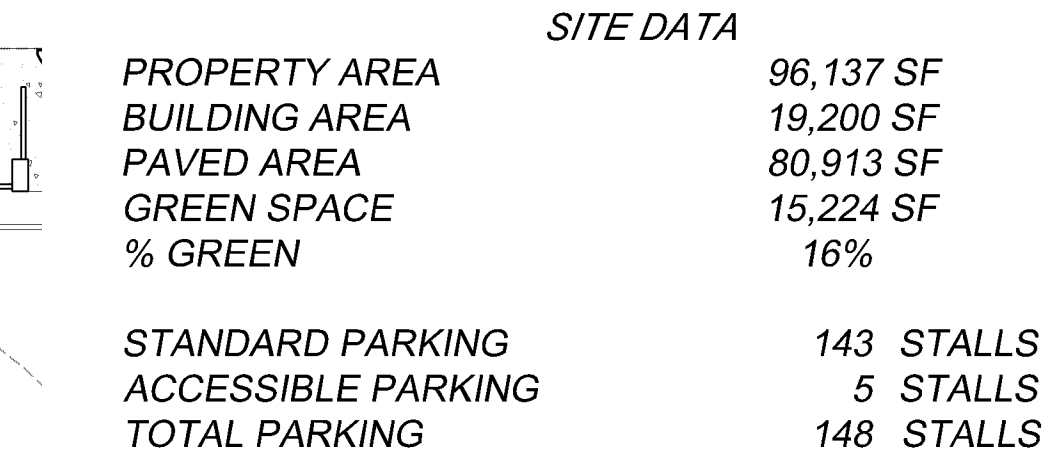 SITE DATA
PROPERTY AREA 96,137 SF
BUILDING AREA 19,200 SF
PAVED AREA 80,913 SF
GREEN SPACE 15,224 SF
% GREEN 16%
STANDARD PARKING 143 STALLS
ACCESSIBLE PARKING 5 STALLS
TOTAL PARKING 148 STALLS